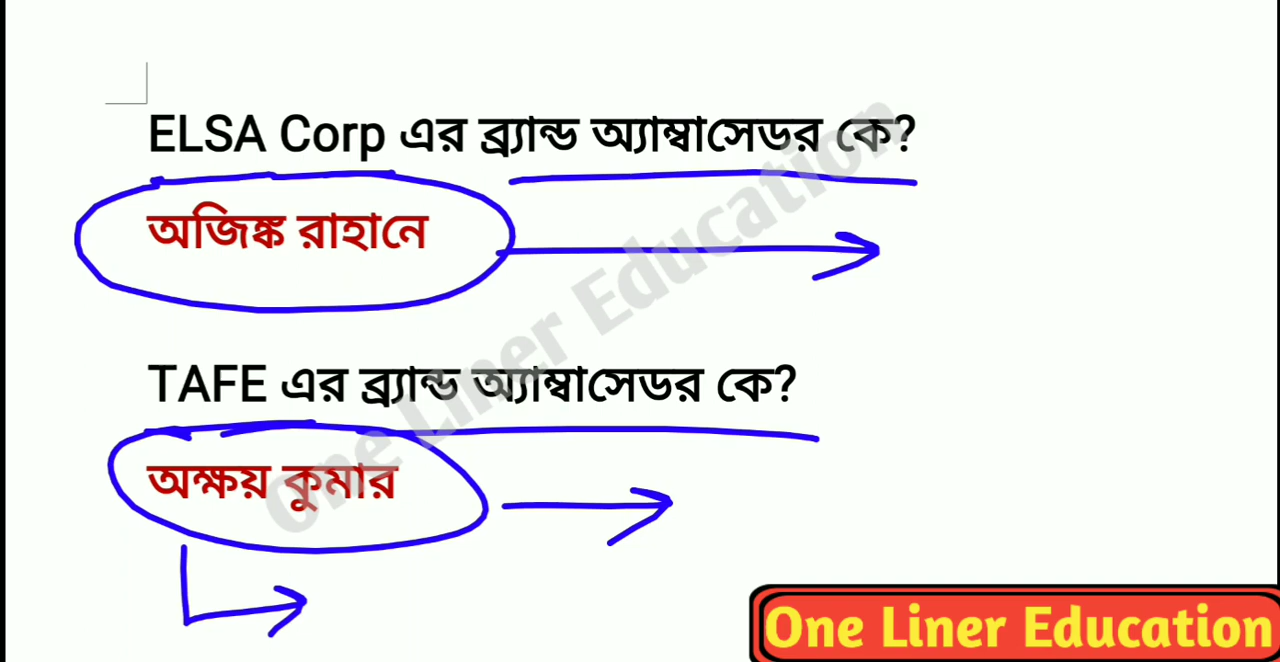 ELSA Corp এর ব্র্যান্ড অ্যাম্বাসেডর কে?
অজিঙ্ক রাহানে
TAFE এর ব্র্যান্ড অ্যাম্বাসেডর কে?
অক্ষয় কুমার
One Liner Education
One Liner Education